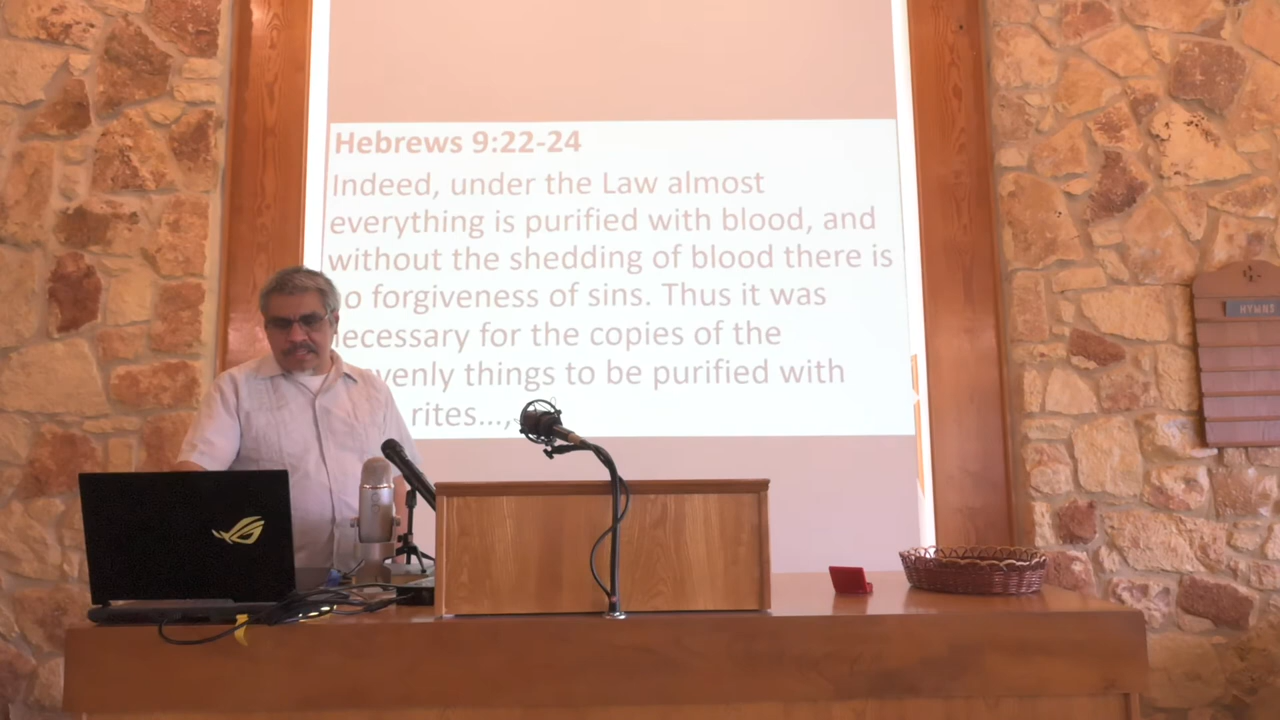 Hebrews 9:22-24
Indeed, under the Law almost
everything is purified with blood, and
without the shedding of blood there is
o forgiveness of sins. Thus it was
ecessary for the copies of the
venly things to be purified with
rites...,
HYMNS